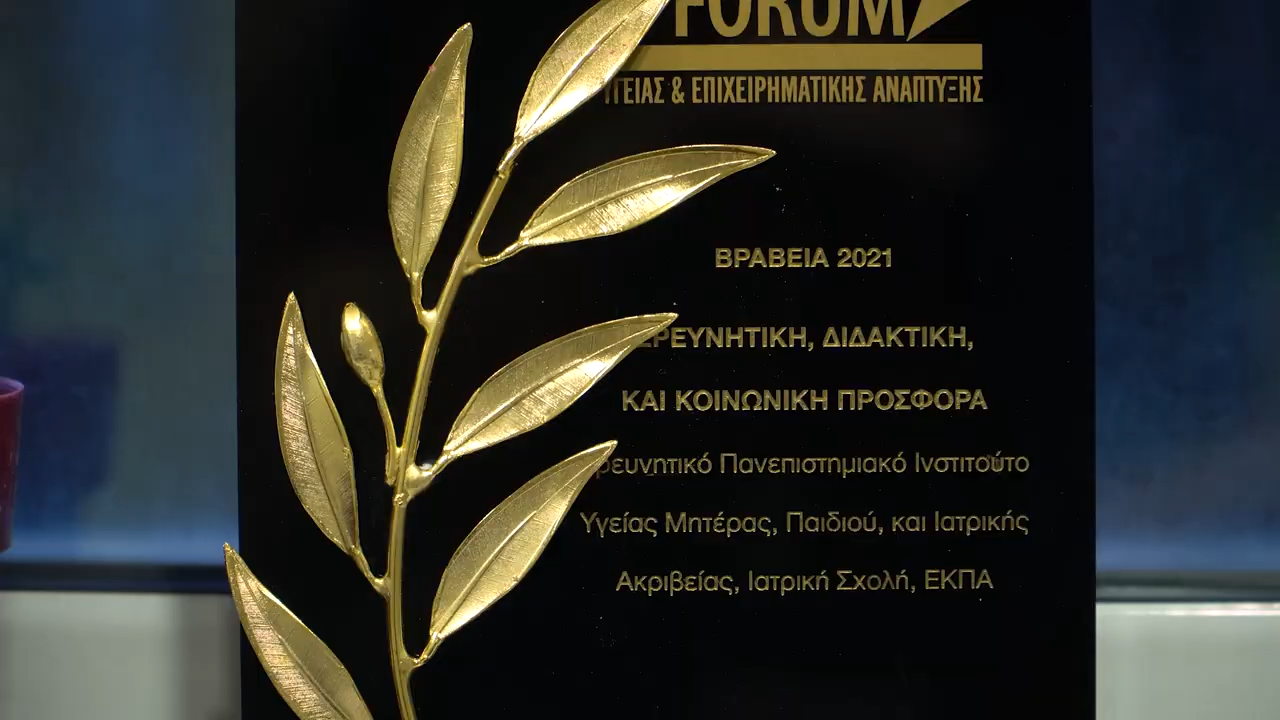 FORUM
ΥΓΕΙΑΣ & ΕΠΙΧΕΙΡΗΜΑΤΙΚΗΣ ΑΝΑΠΤΥΞΗΣ
ΒΡΑΒΕΙΑ 2021
ΕΡΕΥΝΗΤΙΚΗ, ΔΙΔΑΚΤΙΚΗ,
ΚΑΙ ΚΟΙΝΩΝΙΚΗ ΠΡΟΣΦΟΡΑ
Ερευνητικό Πανεπιστημιακό Ινστιτούτο
Υγείας Μητέρας, Παιδιού, και Ιατρικής
Ακριβείας, Ιατρική Σχολή, ΕΚΠΑ